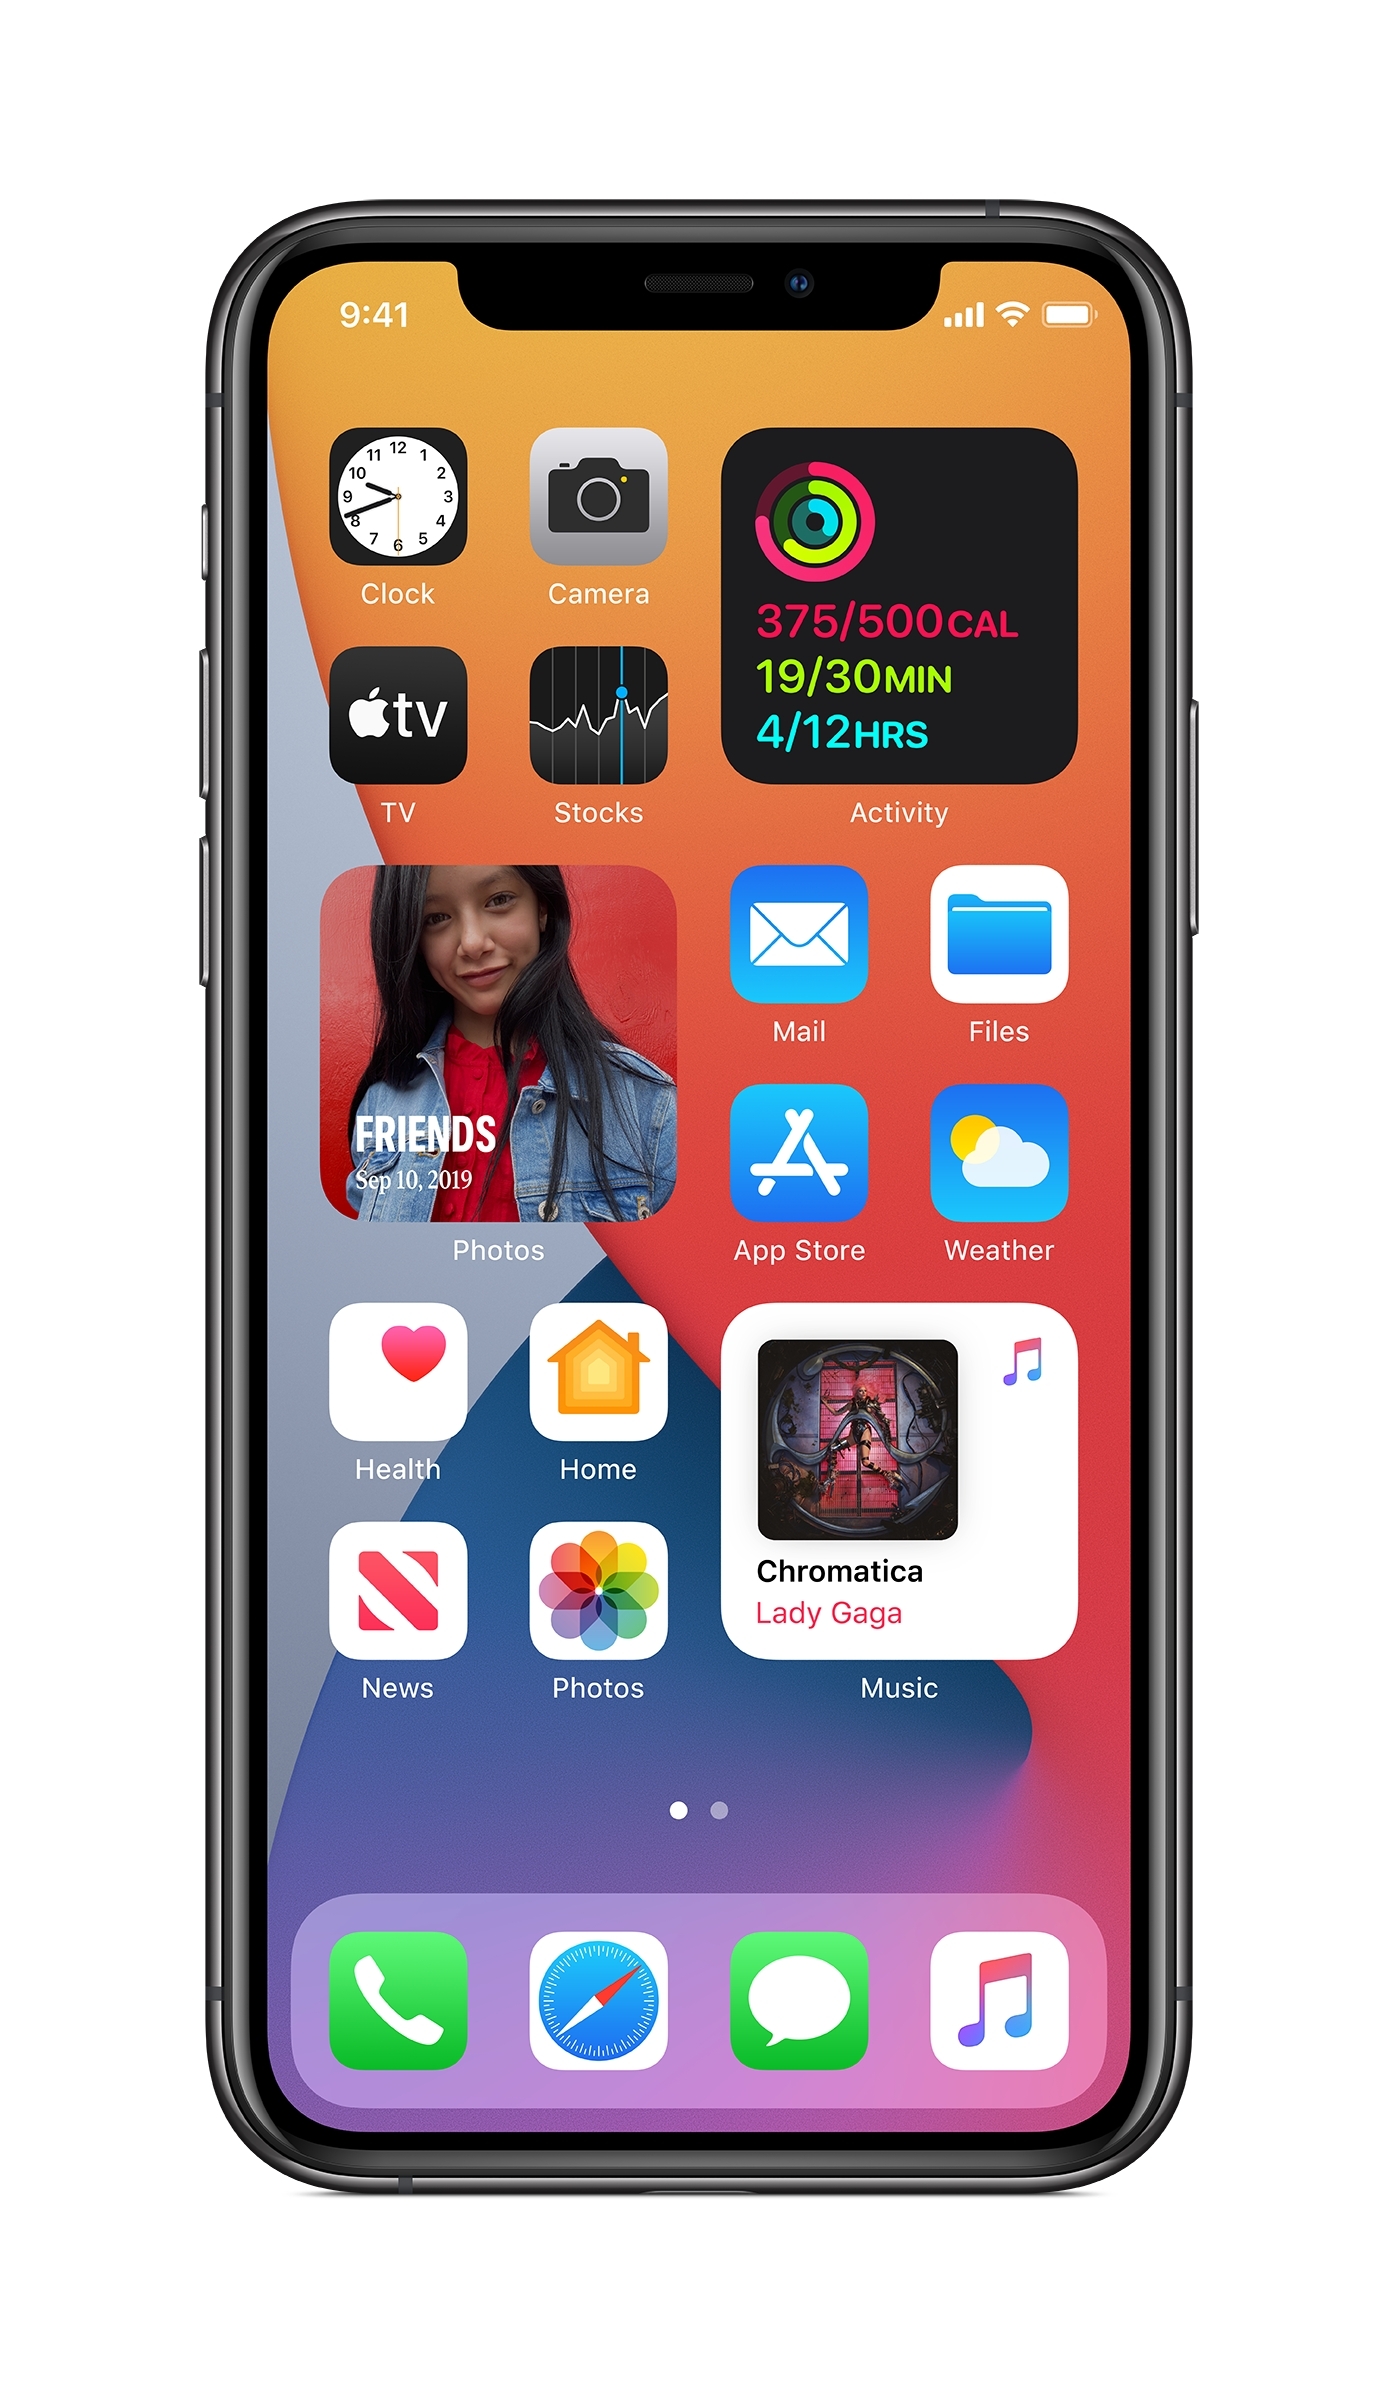 9:41
12
11
1
10
2
9
3
8
4
7
5
6
Clock
Camera
tv
TV
Stocks
375/500CAL
19/30MIN
4/12HRS
Activity
FRIENDS
Sep 10, 2019
Photos
Mail
Files
App Store
Weather
Health
Home
Chromatica
Lady Gaga
Music
News
Photos